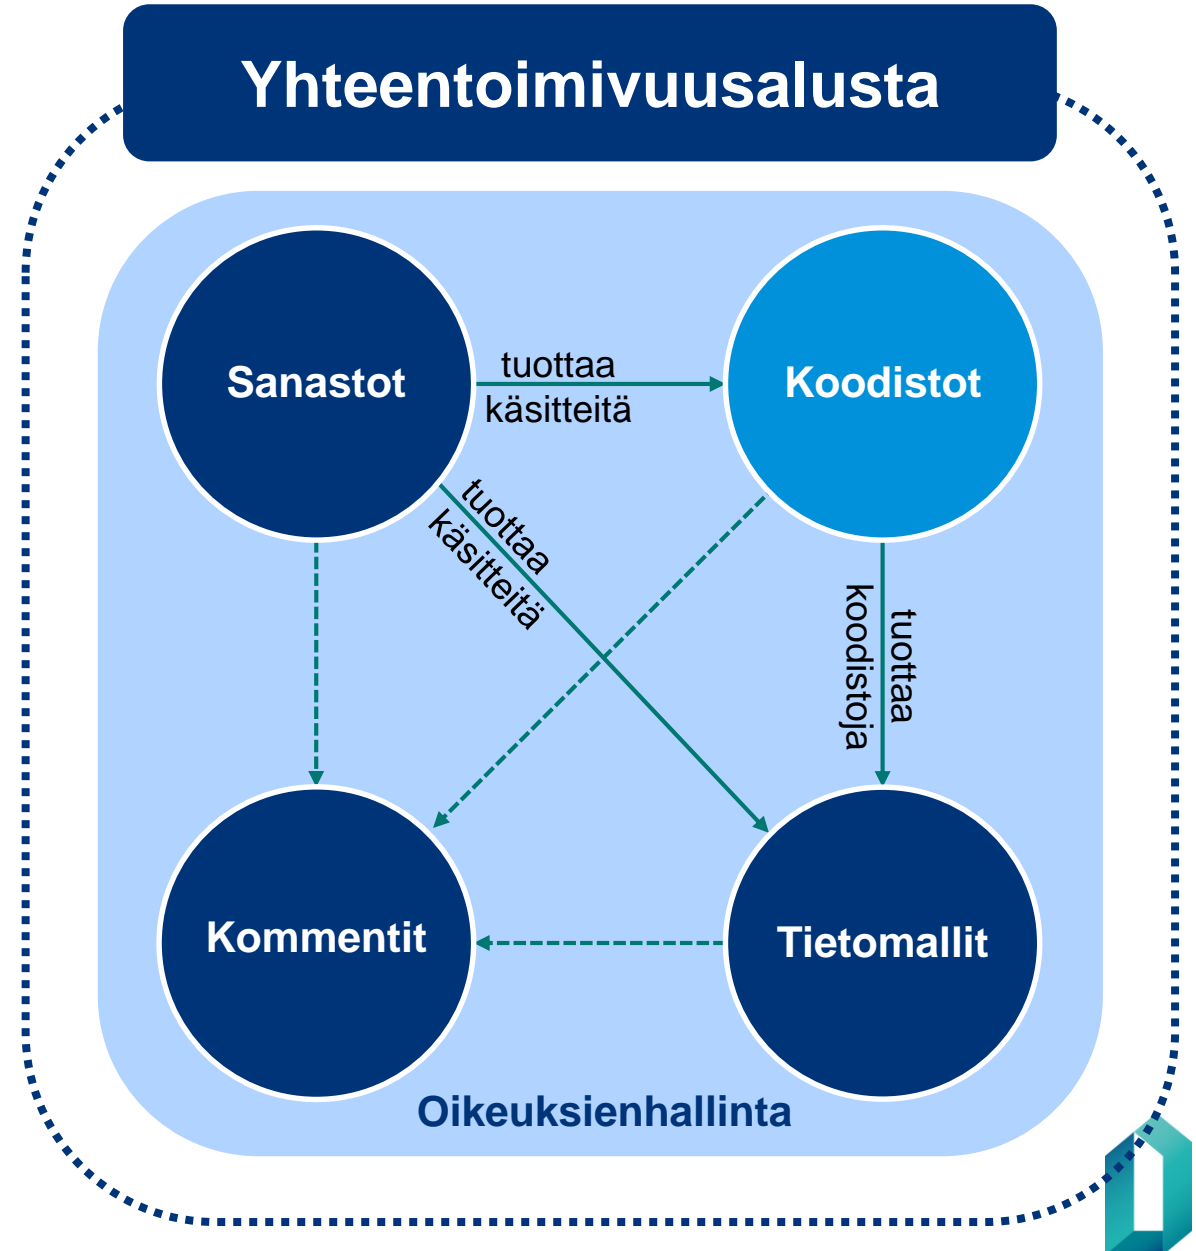 Yhteentoimivuusalusta
Sanastot
tuottaa
käsitteitä
Koodistot
tuottaa
käsitteitä
tuottaa
koodistoja
Kommentit
Tietomallit
Oikeuksienhallinta